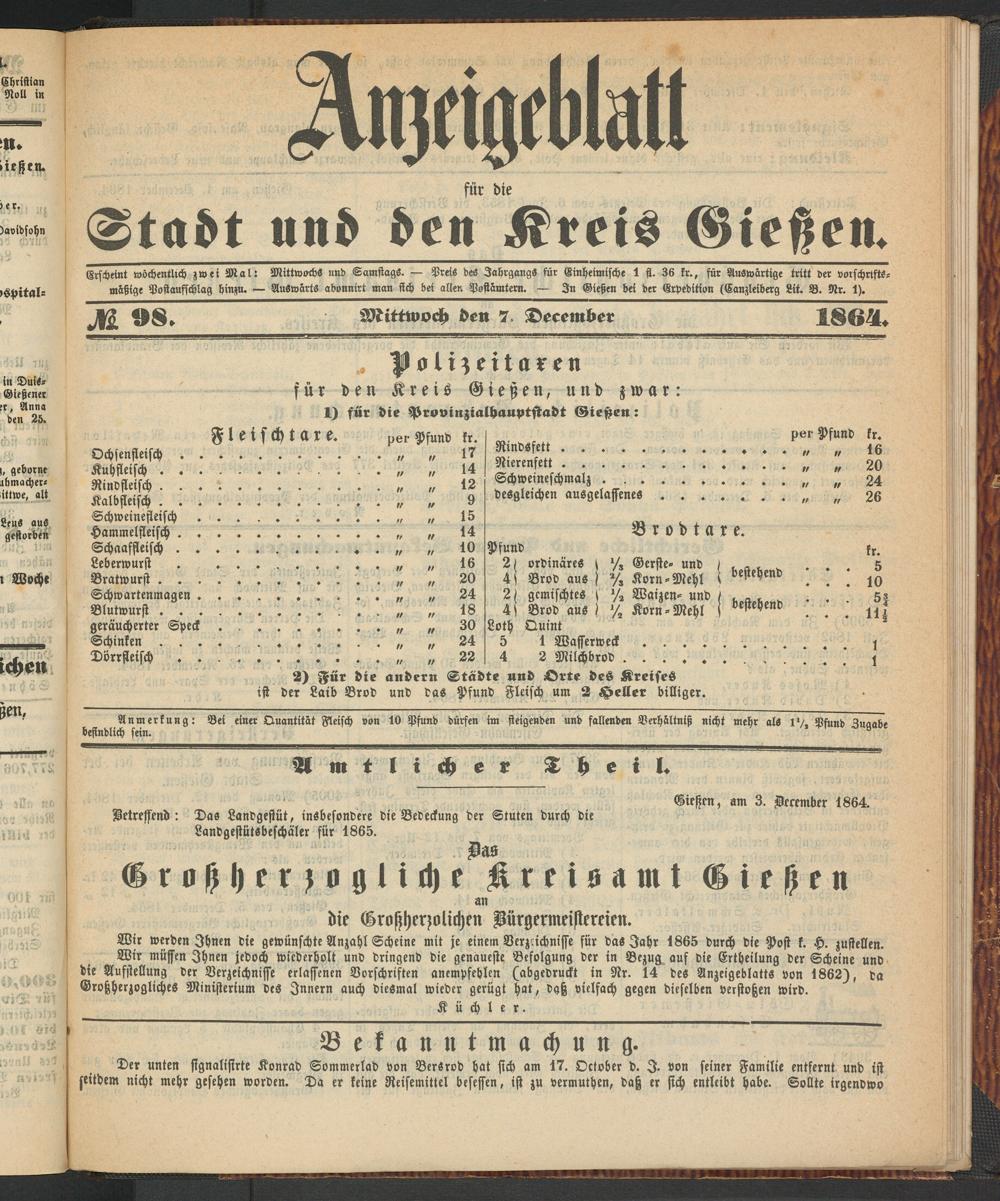 Anzeigeblatt
für die
Stadt und den Kreis Gießen.
Erscheint wöchentlich zwei Mal: Mittwochs und Samstags. — Preis des Jahrgangs für Einheimische 1 fl. 36 kr., für Auswärtige tritt der vorschrifts-
mäßige Postaufschlag hinzu. — Auswärts abonnirt man sich bei allen Postämtern. — In Gießen bei der Expedition (Canzleiberg Lit. B. Nr. 1).
№ 98. Mittwoch den 7. December 1864.
Polizeitaxen
für den Kreis Gießen, und zwar:
1) für die Provinzialhauptstadt Gießen:
Fleischtaxe. per Pfund kr.
Ochsenfleisch . . . . . . . . . . „ „ 17
Kuhfleisch . . . . . . . . . . „ „ 14
Rindfleisch . . . . . . . . . . „ „ 12
Kalbfleisch . . . . . . . . . . „ „ 9
Schweinefleisch . . . . . . . . . „ „ 15
Hammelfleisch . . . . . . . . . . „ „ 14
Schaaffleisch . . . . . . . . . . „ „ 10
Leberwurst . . . . . . . . . . „ „ 16
Bratwurst . . . . . . . . . . „ „ 20
Schwartenmagen . . . . . . . . . „ „ 24
Blutwurst . . . . . . . . . . „ „ 18
geräucherter Speck . . . . . . . . „ „ 30
Schinken . . . . . . . . . . „ „ 24
Dörrfleisch . . . . . . . . . . „ „ 22
per Pfund kr.
Rindsfett . . . . . . . . . . „ „ 16
Nierenfett . . . . . . . . . . „ „ 20
Schweineschmalz . . . . . . . . . „ „ 24
desgleichen ausgelassenes . . . . . . „ „ 26
Brodtaxe.
Pfund kr.
2) ordinäres ( 1/3 Gerste- und ) bestehend . . . 5
4) Brod aus ( 2/3 Korn-Mehl ( . . . 10
2) gemischtes ( 1/2 Waizen- und ) bestehend . . . 5 3/4
4) Brod aus ( 1/2 Korn-Mehl ( . . . 11 1/2
Loth Quint
5 1 Wasserweck . . . . . . . . . 1
4 2 Milchbrod . . . . . . . . . 1
2) Für die andern Städte und Orte des Kreises
ist der Laib Brod und das Pfund Fleisch um 2 Heller billiger.
Anmerkung: Bei einer Quantität Fleisch von 10 Pfund dürfen im steigenden und fallenden Verhältniß nicht mehr als 1 1/2 Pfund Zugabe
befindlich sein.
Amtlicher Theil.
Gießen, am 3. December 1864.
Betreffend: Das Landgestüt, insbesondere die Bedeckung der Stuten durch die
Landgestütsbeschäler für 1865.
Das
Großherzogliche Kreisamt Gießen
an
die Großherzolichen Bürgermeistereien.
Wir werden Ihnen die gewünschte Anzahl Scheine mit je einem Verzeichnisse für das Jahr 1865 durch die Post k. H. zustellen.
Wir müssen Ihnen jedoch wiederholt und dringend die genaueste Befolgung der in Bezug auf die Ertheilung der Scheine und
die Aufstellung der Verzeichnisse erlassenen Vorschriften anempfehlen (abgedruckt in Nr. 14 des Anzeigeblatts von 1862), da
Großherzogliches Ministerium des Innern auch diesmal wieder gerügt hat, daß vielfach gegen dieselben verstoßen wird.
Küchler.
Bekanntmachung.
Der unten signalisirte Konrad Sommerlad von Bersrod hat sich am 17. October d. J. von seiner Familie entfernt und ist
seitdem nicht mehr gesehen worden. Da er keine Reisemittel besessen, ist zu vermuthen, daß er sich entleibt habe. Sollte irgendwo